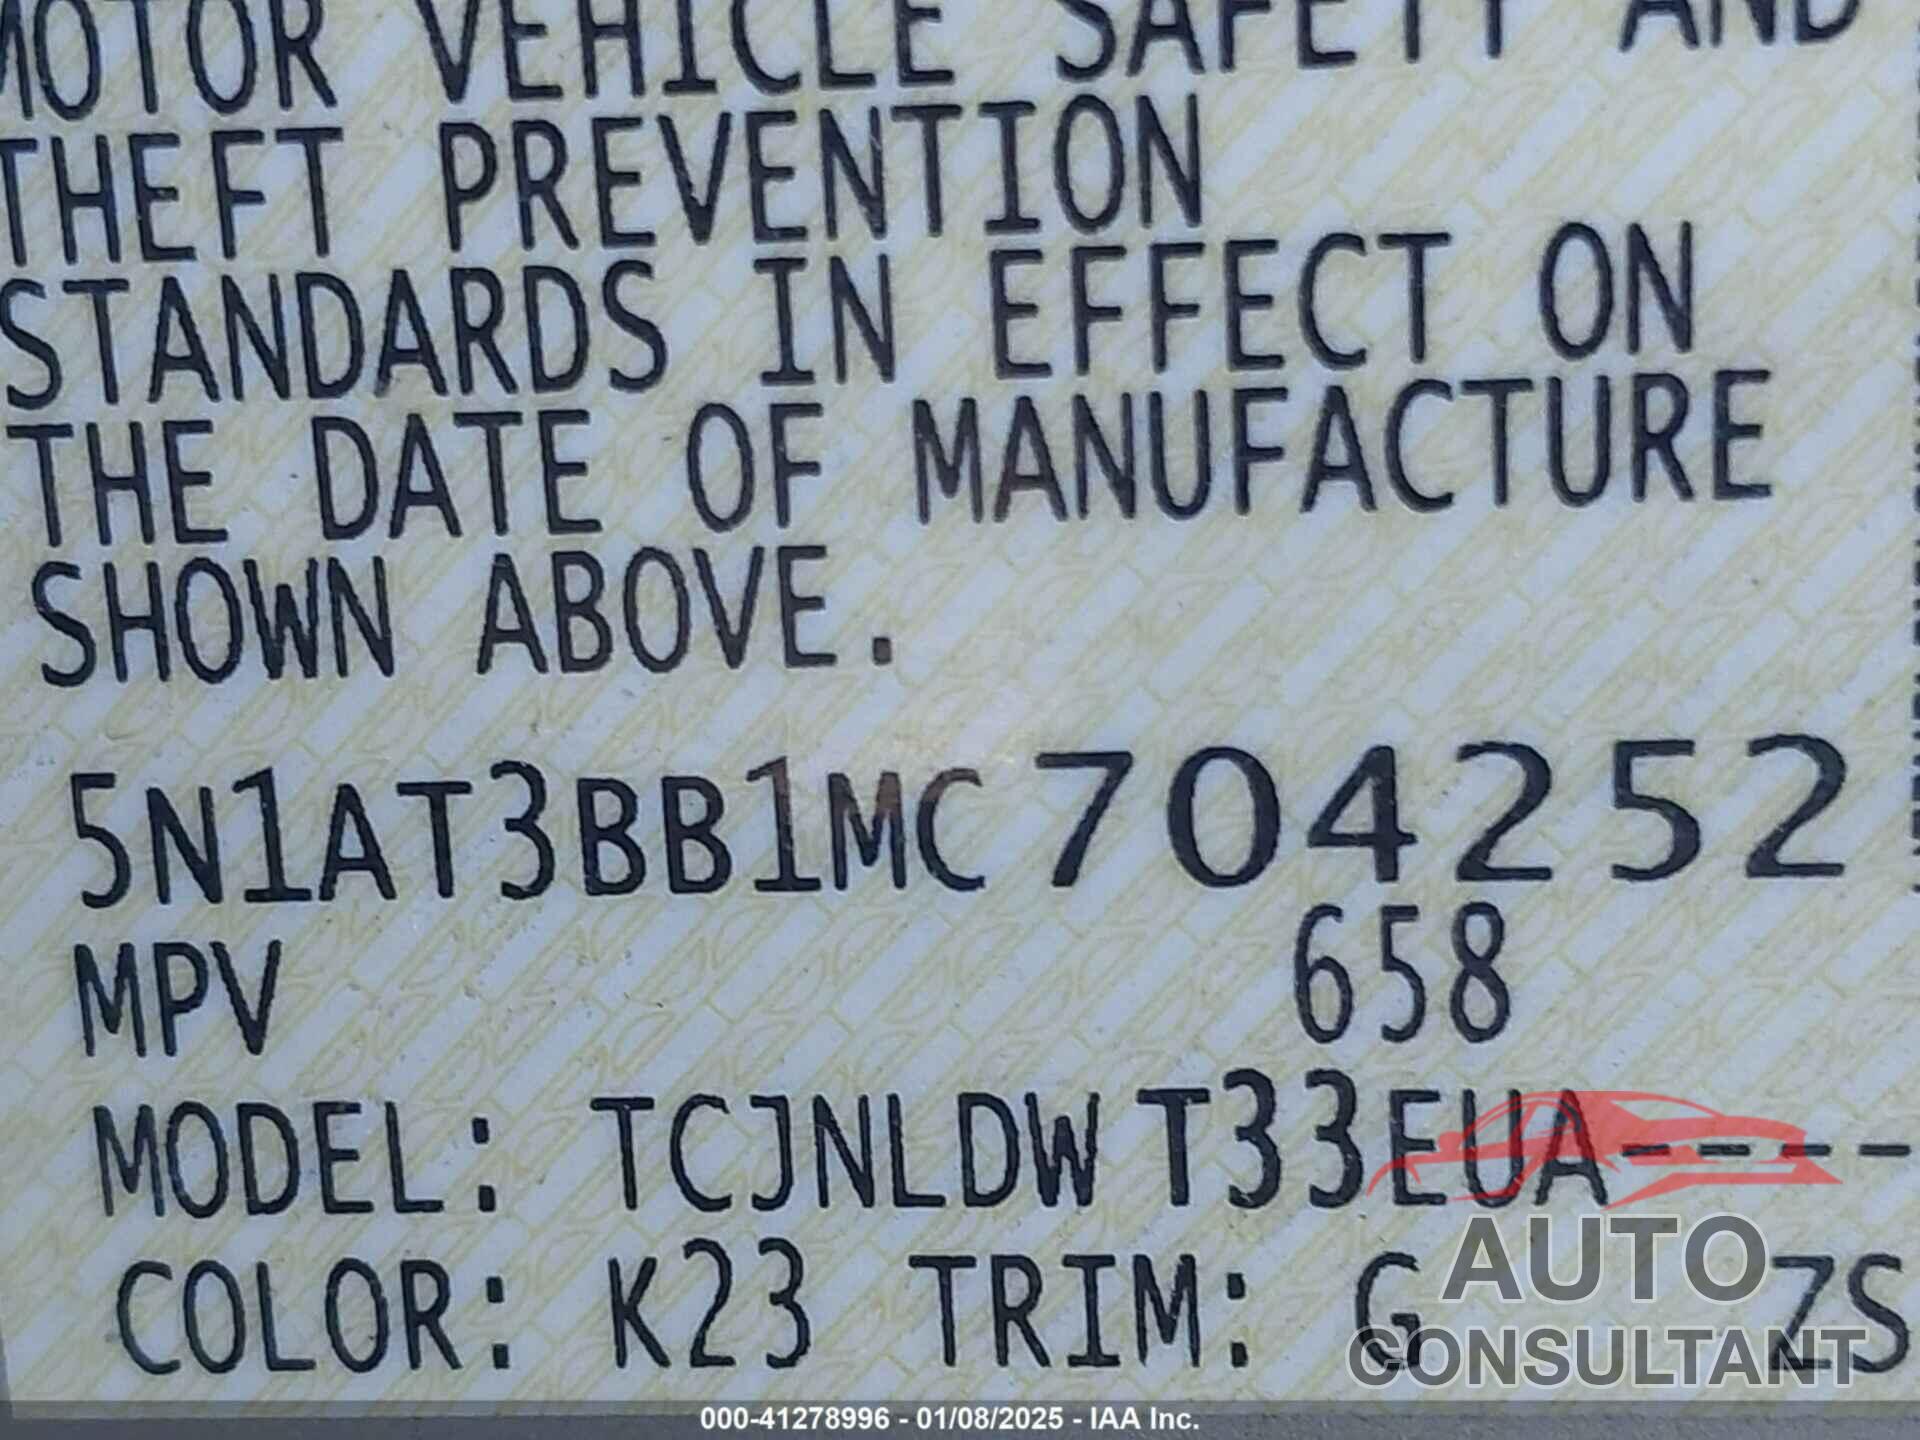 MOTOR VEHICLE SAFETY AND
THEFT PREVENTION
STANDARDS IN EFFECT ON
THE DATE OF MANUFACTURE
SHOWN ABOVE.
5N1AT3BB1MC704252
MPV 658
MODEL: TCJNLDWT33EUA----
COLOR: K23 TRIM: G ZS
AUTO
CONSULTANT
000-41278996 - 01/08/2025 - IAA Inc.